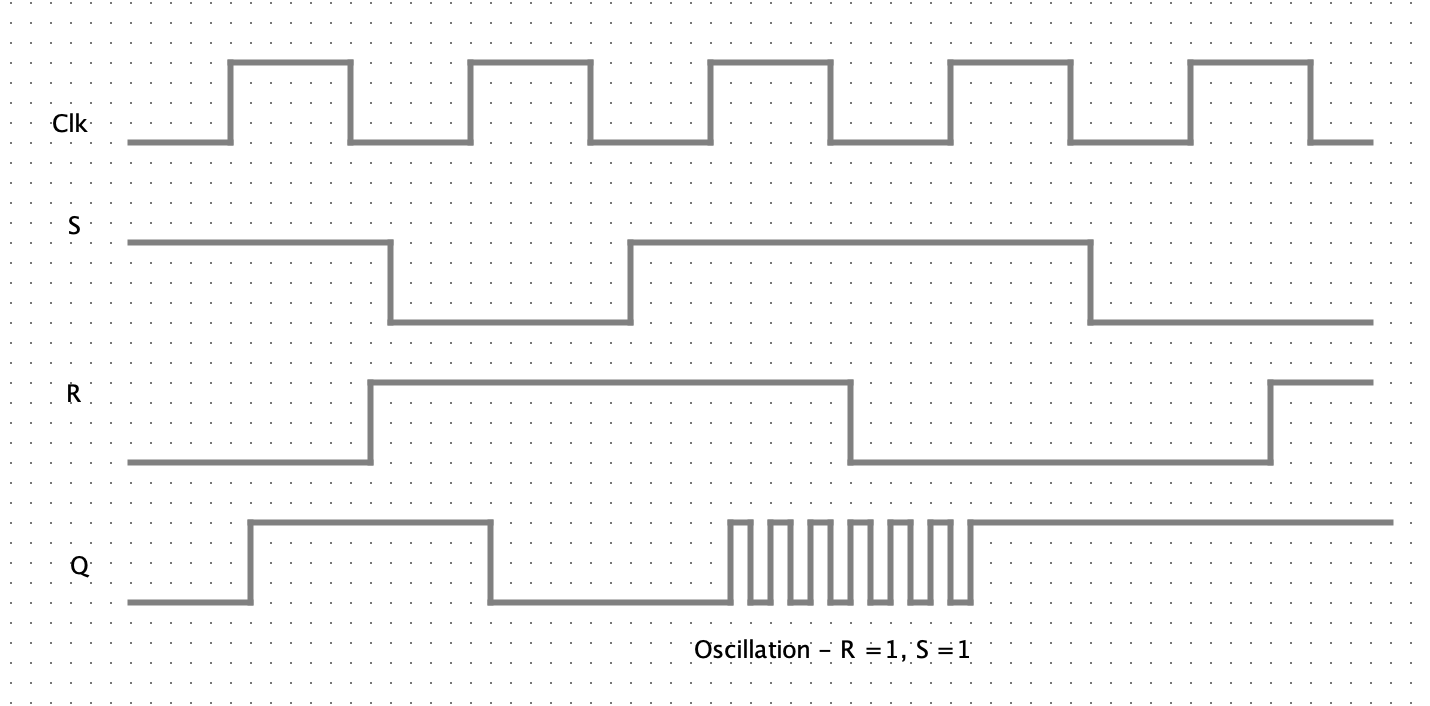 Clk
S
R
Q
Oscillation – R =1, S =1